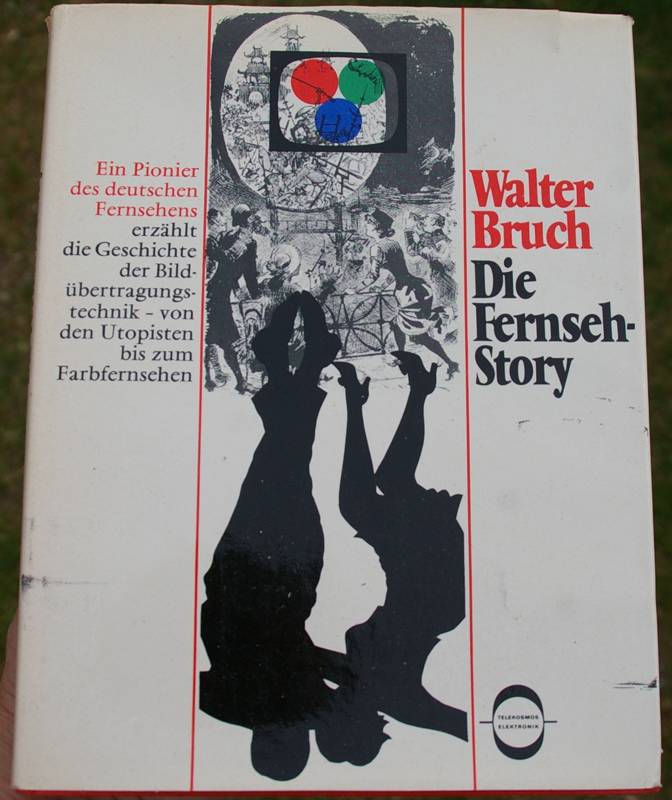 Ein Pionier
des deutschen
Fernsehens
erzählt
die Geschichte
der Bild-
übertragungs-
technik – von
den Utopisten
bis zum
Farbfernsehen
Walter
Bruch
Die
Fernseh-
Story
TELEKOSMOS
ELEKTRONIK